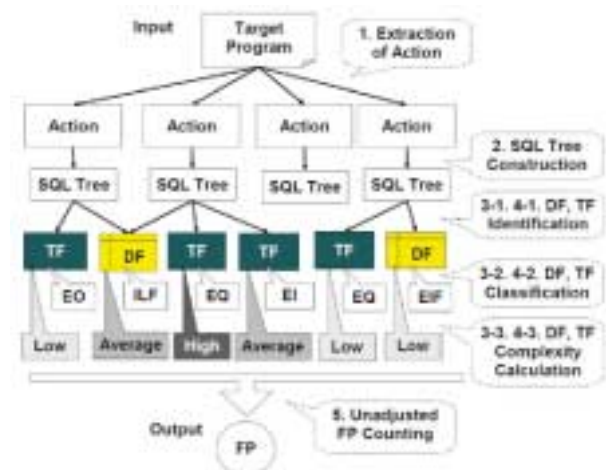 Input
Target
Program
1. Extraction
of Action
Action
Action
Action
Action
2. SQL Tree
Construction
SQL Tree
SQL Tree
SQL Tree
SQL Tree
3-1. 4-1. DF, TF
Identification
TF
DF
TF
TF
TF
DF
3-2. 4-2. DF, TF
Classification
EO
ILF
EQ
EI
EQ
EIF
3-3. 4-3. DF, TF
Complexity
Calculation
Low
Average
High
Average
Low
Low
5. Unadjusted
FP Counting
Output
FP